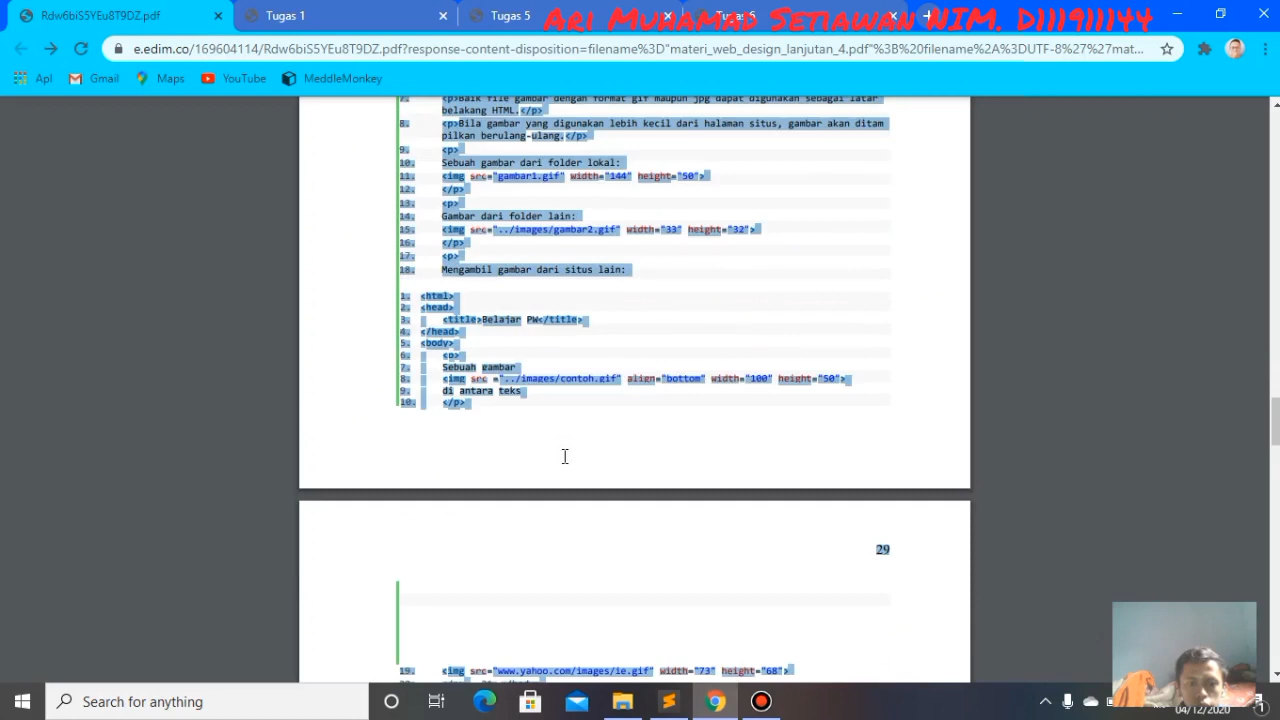 Rdw6biS5YEu8T9DZ.pdf
Tugas 1
Tugas 5
Ari Muhamad Setiawan NIM. D111911144
e.edim.co/169604114/Rdw6biS5YEu8T9DZ.pdf?response-content-disposition=filename%3D"materi_web_design_lanjutan_4.pdf"%3B%20filename%2A%3DUTF-8%27%27mat...
Apl
Gmail
Maps
YouTube
MeddleMonkey
7. <p>Baik file gambar dengan format gif maupun jpg dapat digunakan sebagai latar
belakang HTML.</p>
8. <p>Bila gambar yang digunakan lebih kecil dari halaman situs, gambar akan ditam
pilkan berulang-ulang.</p>
9. <p>
10. Sebuah gambar dari folder lokal:
11. <img src="gambar1.gif" width="144" height="50">
12. </p>
13. <p>
14. Gambar dari folder lain:
15. <img src="../images/gambar2.gif" width="33" height="32">
16. </p>
17. <p>
18. Mengambil gambar dari situs lain:
1. <html>
2. <head>
3. <title>Belajar PW</title>
4. </head>
5. <body>
6. <p>
7. Sebuah gambar
8. <img src ="../images/contoh.gif" align="bottom" width="100" height="50">
9. di antara teks
10. </p>
29
19. <img src="www.yahoo.com/images/ie.gif" width="73" height="68">
Search for anything
04/12/2020